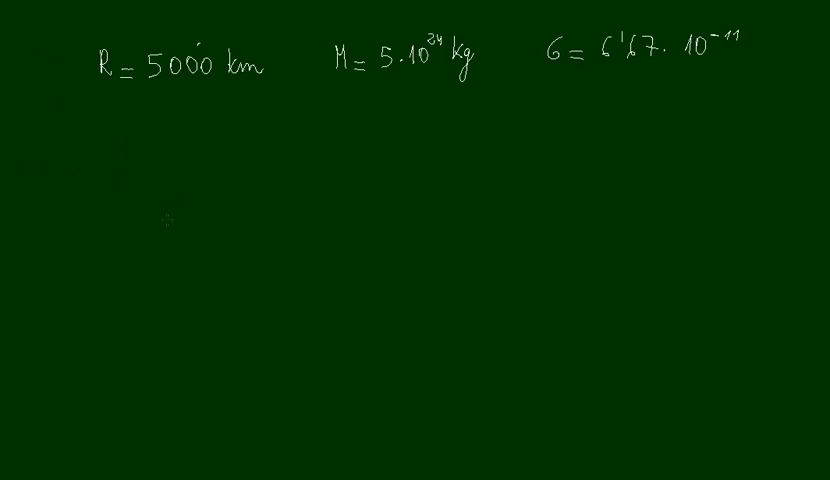 R = 5000 km M = 5·10²⁴ kg G = 6'67· 10⁻¹¹